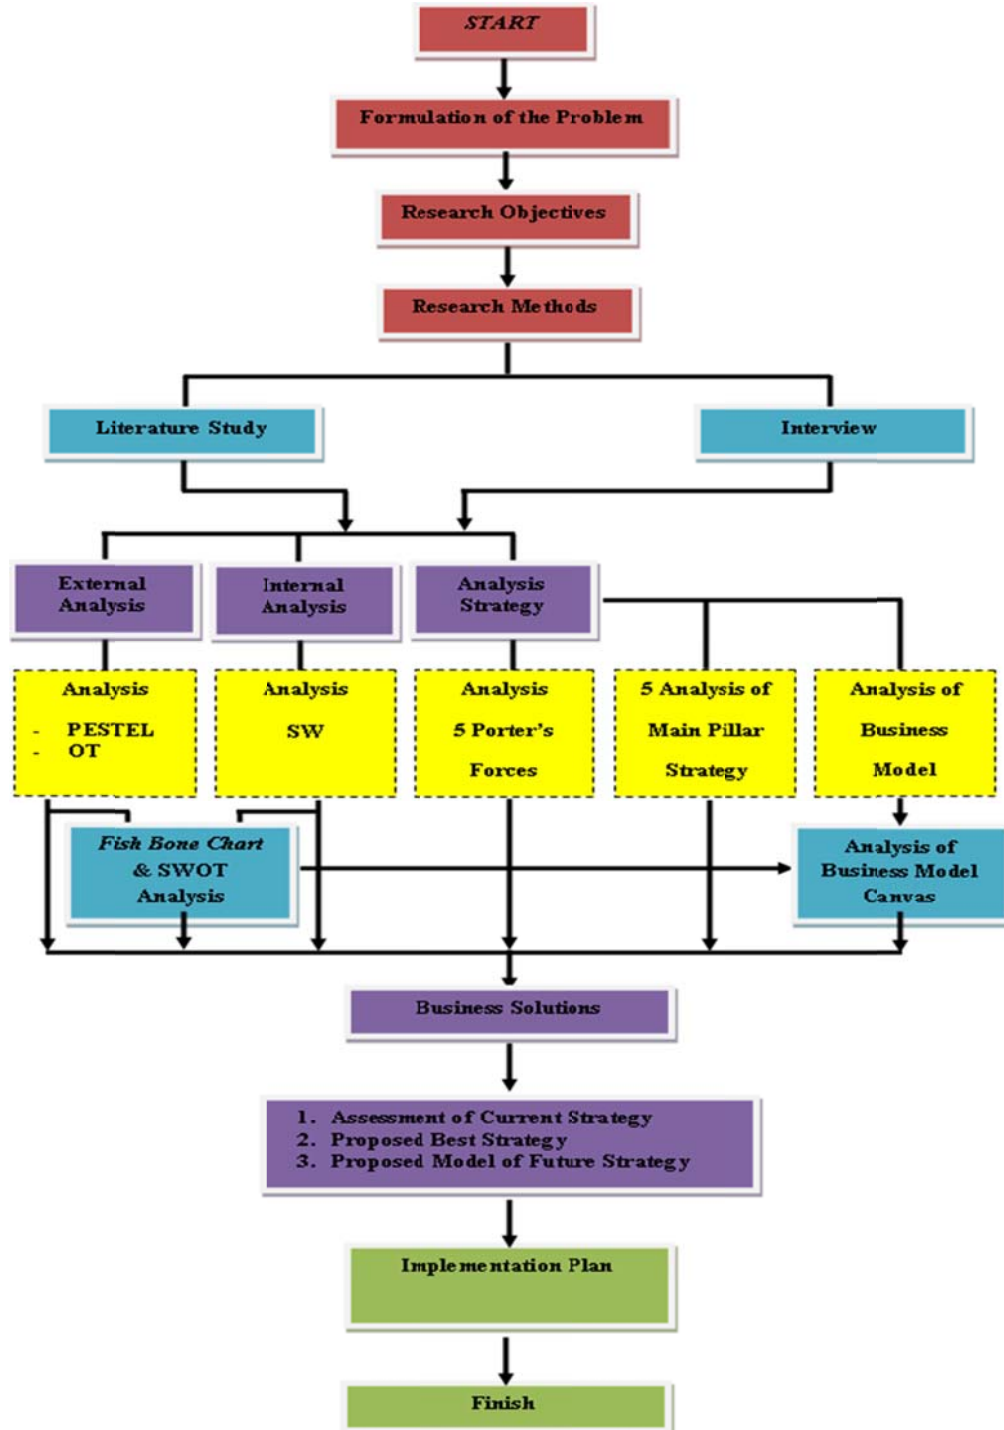 START
Formulation of the Problem
Research Objectives
Research Methods
Literature Study
Interview
External
Analysis
Internal
Analysis
Analysis
Strategy
Analysis
- PESTEL
- OT
Analysis
SW
Analysis
5 Porter's
Forces
5 Analysis of
Main Pillar
Strategy
Analysis of
Business
Model
Fish Bone Chart
& SWOT
Analysis
Analysis of
Business Model
Canvas
Business Solutions
1. Assessment of Current Strategy
2. Proposed Best Strategy
3. Proposed Model of Future Strategy
Implementation Plan
Finish